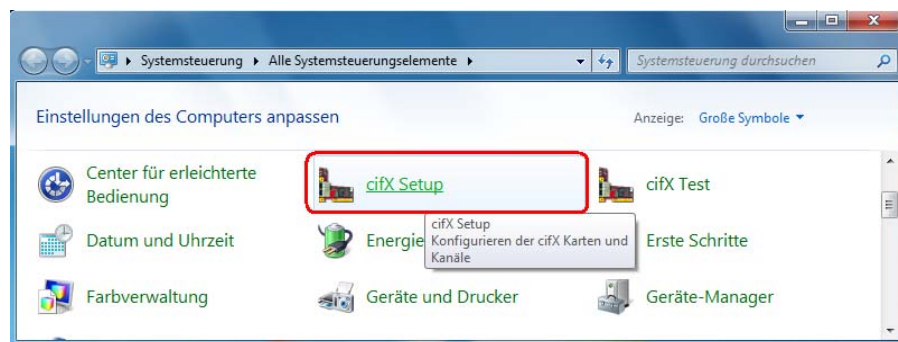 Systemsteuerung Alle Systemsteuerungselemente Systemsteuerung durchsuchen
Einstellungen des Computers anpassen
Anzeige: Große Symbole
Center für erleichterte
Bedienung
cifX Setup
cifX Test
cifX Setup
Konfigurieren der cifX Karten und
Kanäle
Datum und Uhrzeit
Energie
Erste Schritte
Farbverwaltung
Geräte und Drucker
Geräte-Manager